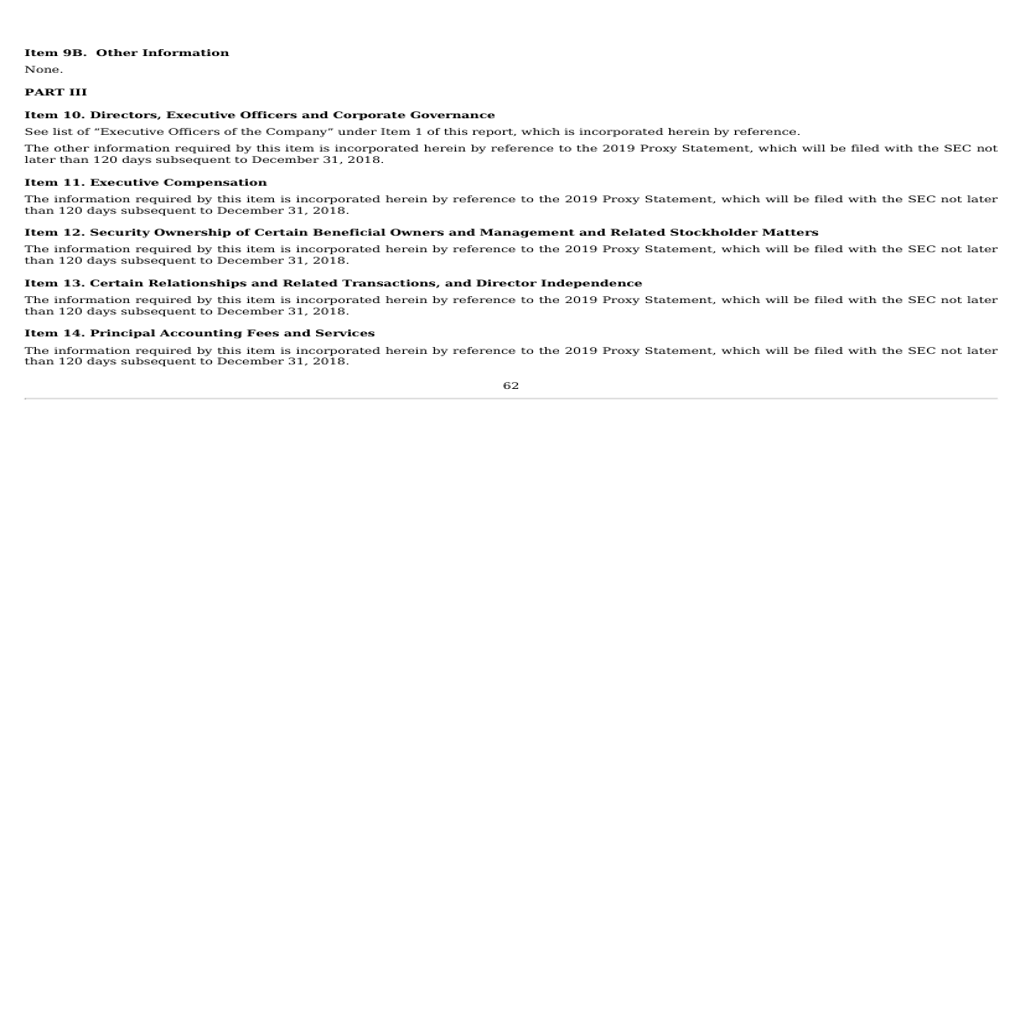 Item 9B.  Other Information
None.
PART III
Item 10. Directors, Executive Officers and Corporate Governance
See list of “Executive Officers of the Company” under Item 1 of this report, which is incorporated herein by reference.
The other information required by this item is incorporated herein by reference to the 2019 Proxy Statement, which will be filed with the SEC not
later than 120 days subsequent to December 31, 2018.
Item 11. Executive Compensation
The information required by this item is incorporated herein by reference to the 2019 Proxy Statement, which will be filed with the SEC not later
than 120 days subsequent to December 31, 2018.
Item 12. Security Ownership of Certain Beneficial Owners and Management and Related Stockholder Matters
The information required by this item is incorporated herein by reference to the 2019 Proxy Statement, which will be filed with the SEC not later
than 120 days subsequent to December 31, 2018.
Item 13. Certain Relationships and Related Transactions, and Director Independence
The information required by this item is incorporated herein by reference to the 2019 Proxy Statement, which will be filed with the SEC not later
than 120 days subsequent to December 31, 2018.
Item 14. Principal Accounting Fees and Services
The information required by this item is incorporated herein by reference to the 2019 Proxy Statement, which will be filed with the SEC not later
than 120 days subsequent to December 31, 2018.
62